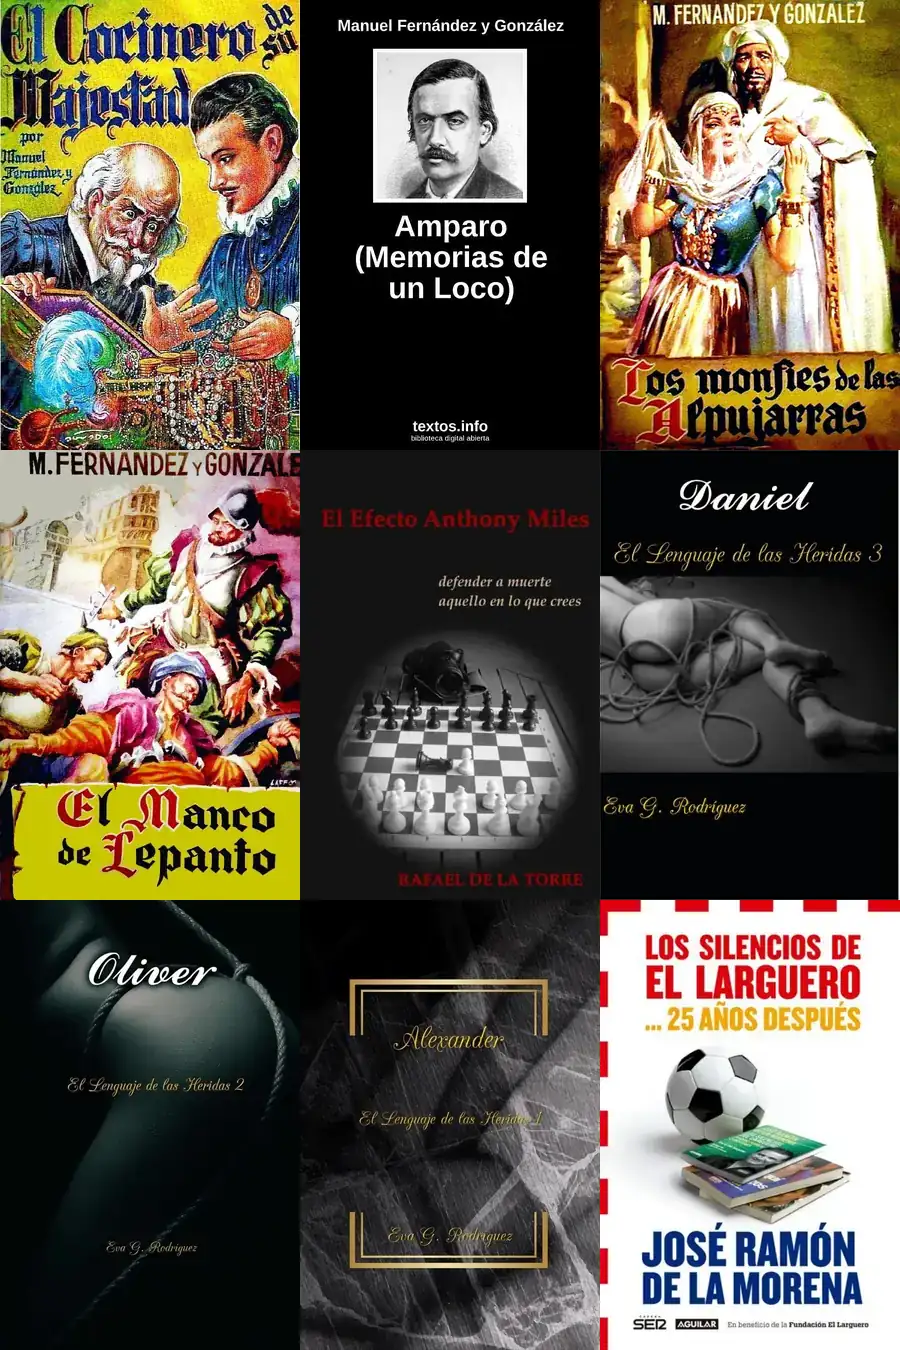 El Cocinero de su
Majestad
por
Manuel
Fernández y
González
Manuel Fernández y González
Amparo
(Memorias de
un Loco)
textos.info
biblioteca digital abierta
M. FERNANDEZ Y GONZALEZ
Los monfies de las
Alpujarras
M. FERNANDEZ Y GONZALE
El Manco
de Lepanto
El Efecto Anthony Miles
defender a muerte
aquello en lo que crees
RAFAEL DE LA TORRE
Daniel
El Lenguaje de las Heridas 3
Eva G. Rodríguez
Oliver
El Lenguaje de las Heridas 2
Eva G. Rodríguez
Alexander
El Lenguaje de las Heridas 1
Eva G. Rodríguez
LOS SILENCIOS DE
EL LARGUERO
... 25 AÑOS DESPUÉS
JOSÉ RAMÓN
DE LA MORENA
CADENA SER AGUILAR En beneficio de la Fundación El Larguero